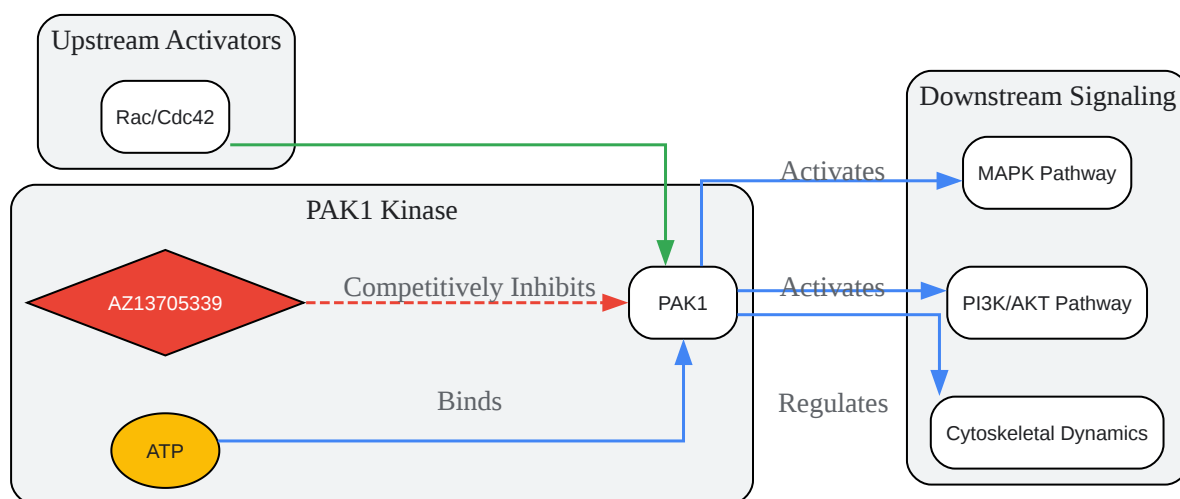 Upstream Activators
Rac/Cdc42
Downstream Signaling
Activates
MAPK Pathway
PAK1 Kinase
AZ13705339
Competitively Inhibits
PAK1
Activates
PI3K/AKT Pathway
Binds
Regulates
ATP
Cytoskeletal Dynamics